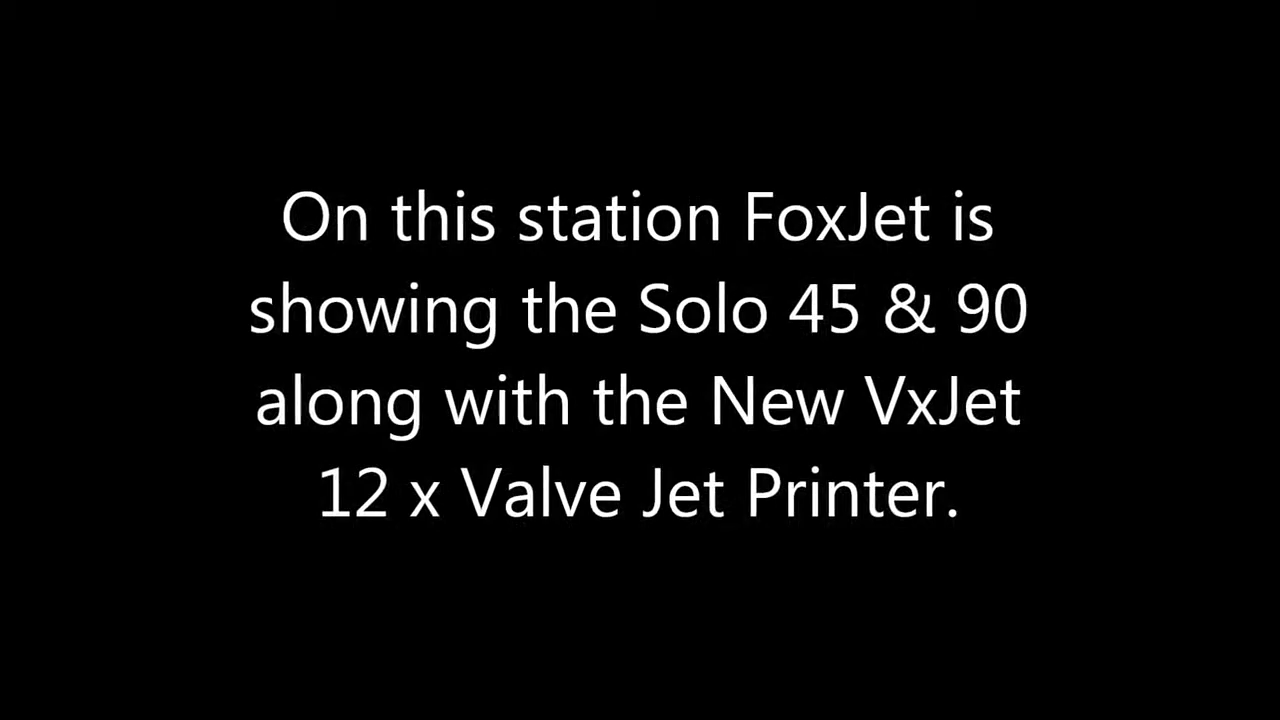 On this station FoxJet is
showing the Solo 45 & 90
along with the New VxJet
12 x Valve Jet Printer.